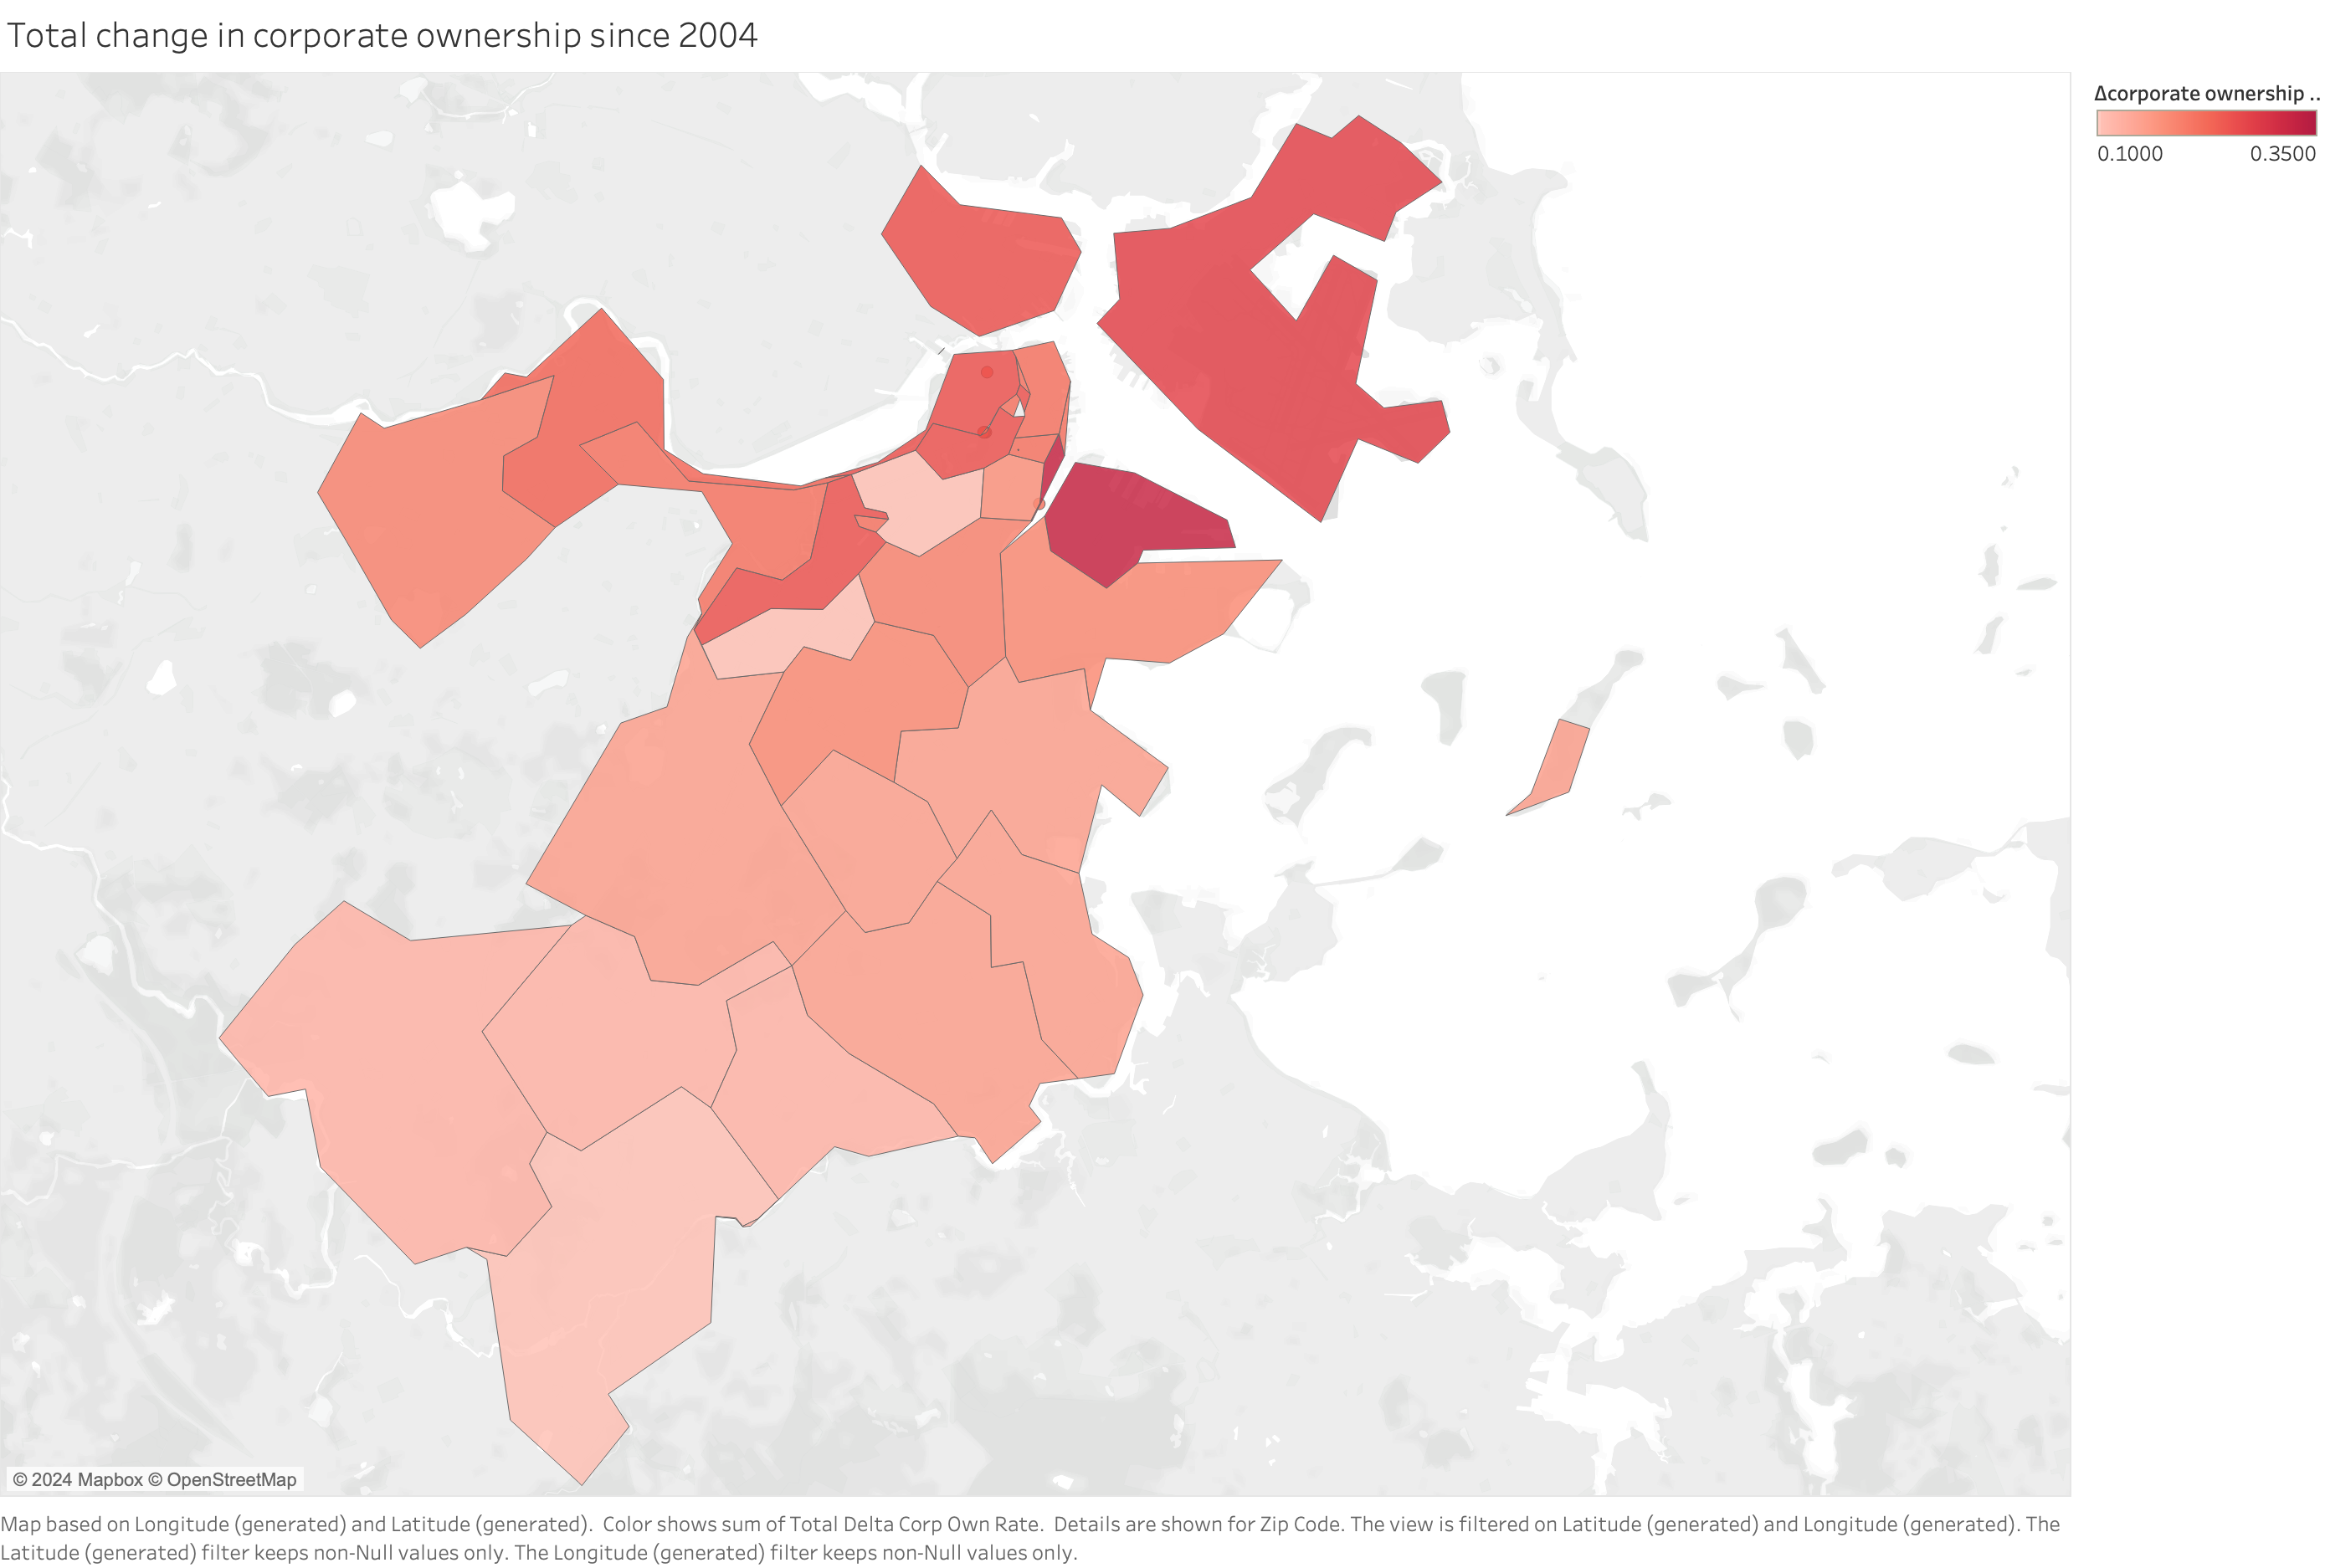 Total change in corporate ownership since 2004
Δcorporate ownership ..
0.1000 0.3500
© 2024 Mapbox © OpenStreetMap
Map based on Longitude (generated) and Latitude (generated). Color shows sum of Total Delta Corp Own Rate. Details are shown for Zip Code. The view is filtered on Latitude (generated) and Longitude (generated). The
Latitude (generated) filter keeps non-Null values only. The Longitude (generated) filter keeps non-Null values only.